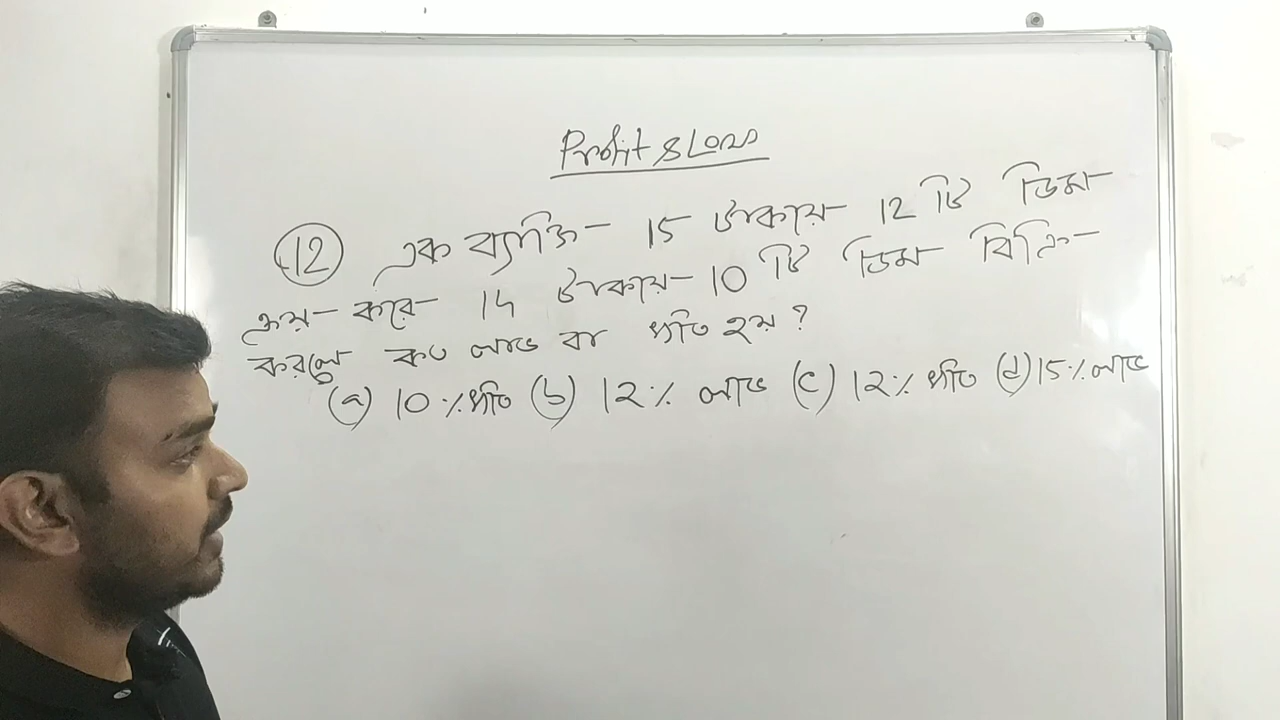 Profit & Loss
(12) এক ব্যাক্তি 15 টাকায় 12 টি ডিম
ক্রয় করে 14 টাকায় 10 টি ডিম বিক্রি
করলে কত লাভ বা ক্ষতি হয় ?
(a) 10% ক্ষতি (b) 12% লাভ (c) 12% ক্ষতি (d) 15% লাভ